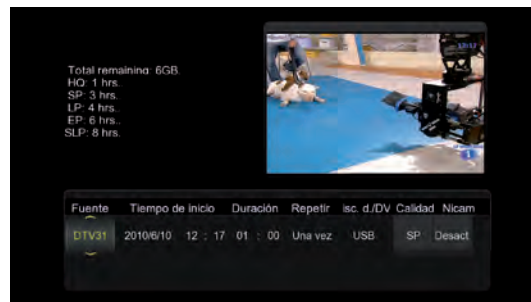 12:17
Total remaining: 6GB.
HQ: 1 hrs.
SP: 3 hrs.
LP: 4 hrs.
EP: 6 hrs..
SLP: 8 hrs.
Fuente Tiempo de inicio Duración Repetir isc. d./DV Calidad Nicam
DTV31 2010/6/10 12 : 17 01 : 00 Una vez USB SP Desact